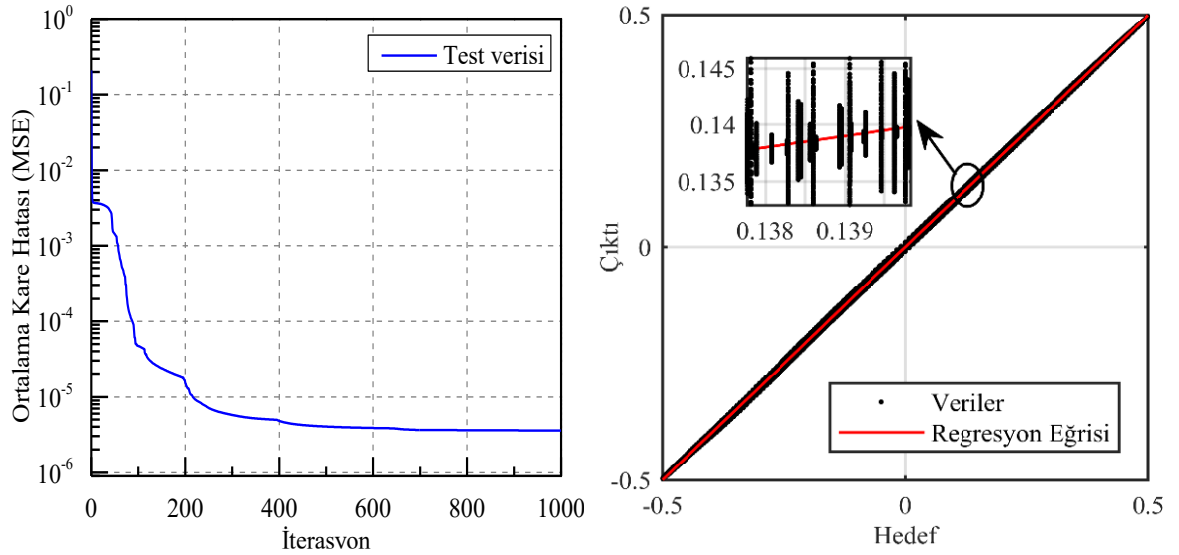 10^0
10^-1
10^-2
10^-3
10^-4
10^-5
10^-6
Ortalama Kare Hatası (MSE)
Test verisi
0 200 400 600 800 1000
İterasyon
0.5
0
-0.5
Çıktı
0.145
0.14
0.135
0.138 0.139
Veriler
Regresyon Eğrisi
-0.5 0 0.5
Hedef